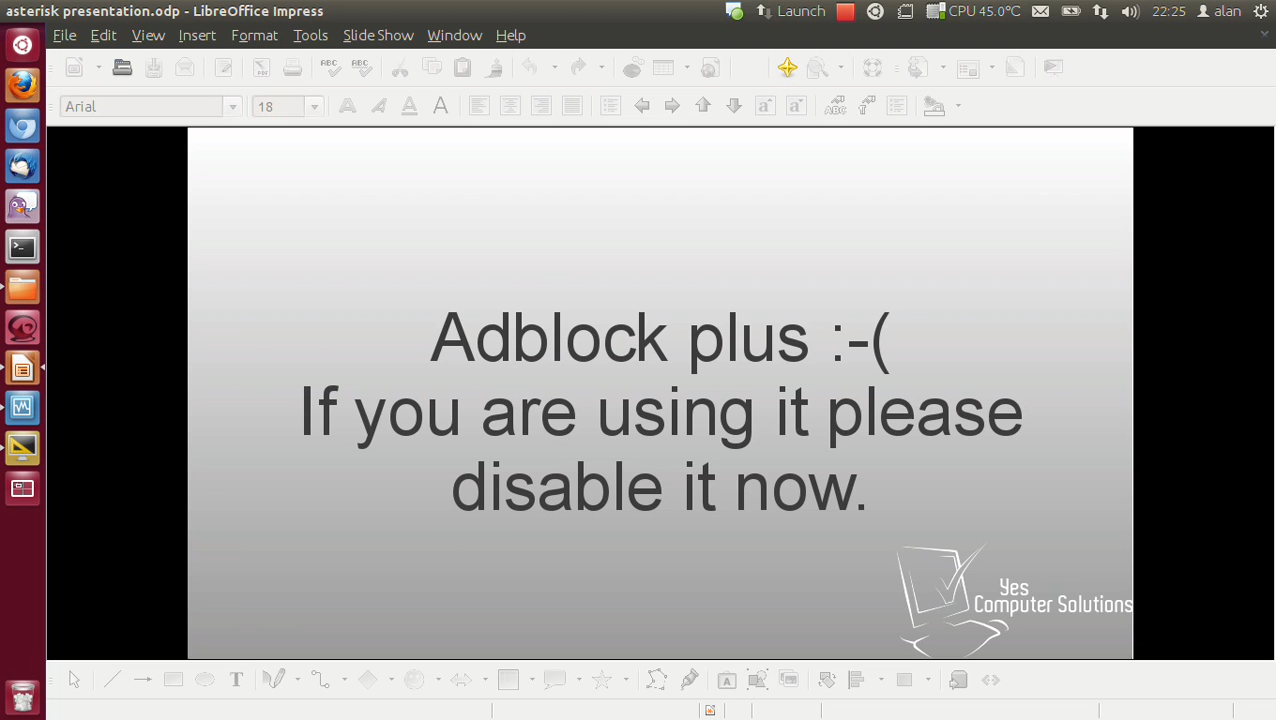 asterisk presentation.odp - LibreOffice Impress
Launch
CPU 45.0°C
22:25
alan
File Edit View Insert Format Tools Slide Show Window Help
Arial 18
Adblock plus :-(
If you are using it please
disable it now.
Yes
Computer Solutions